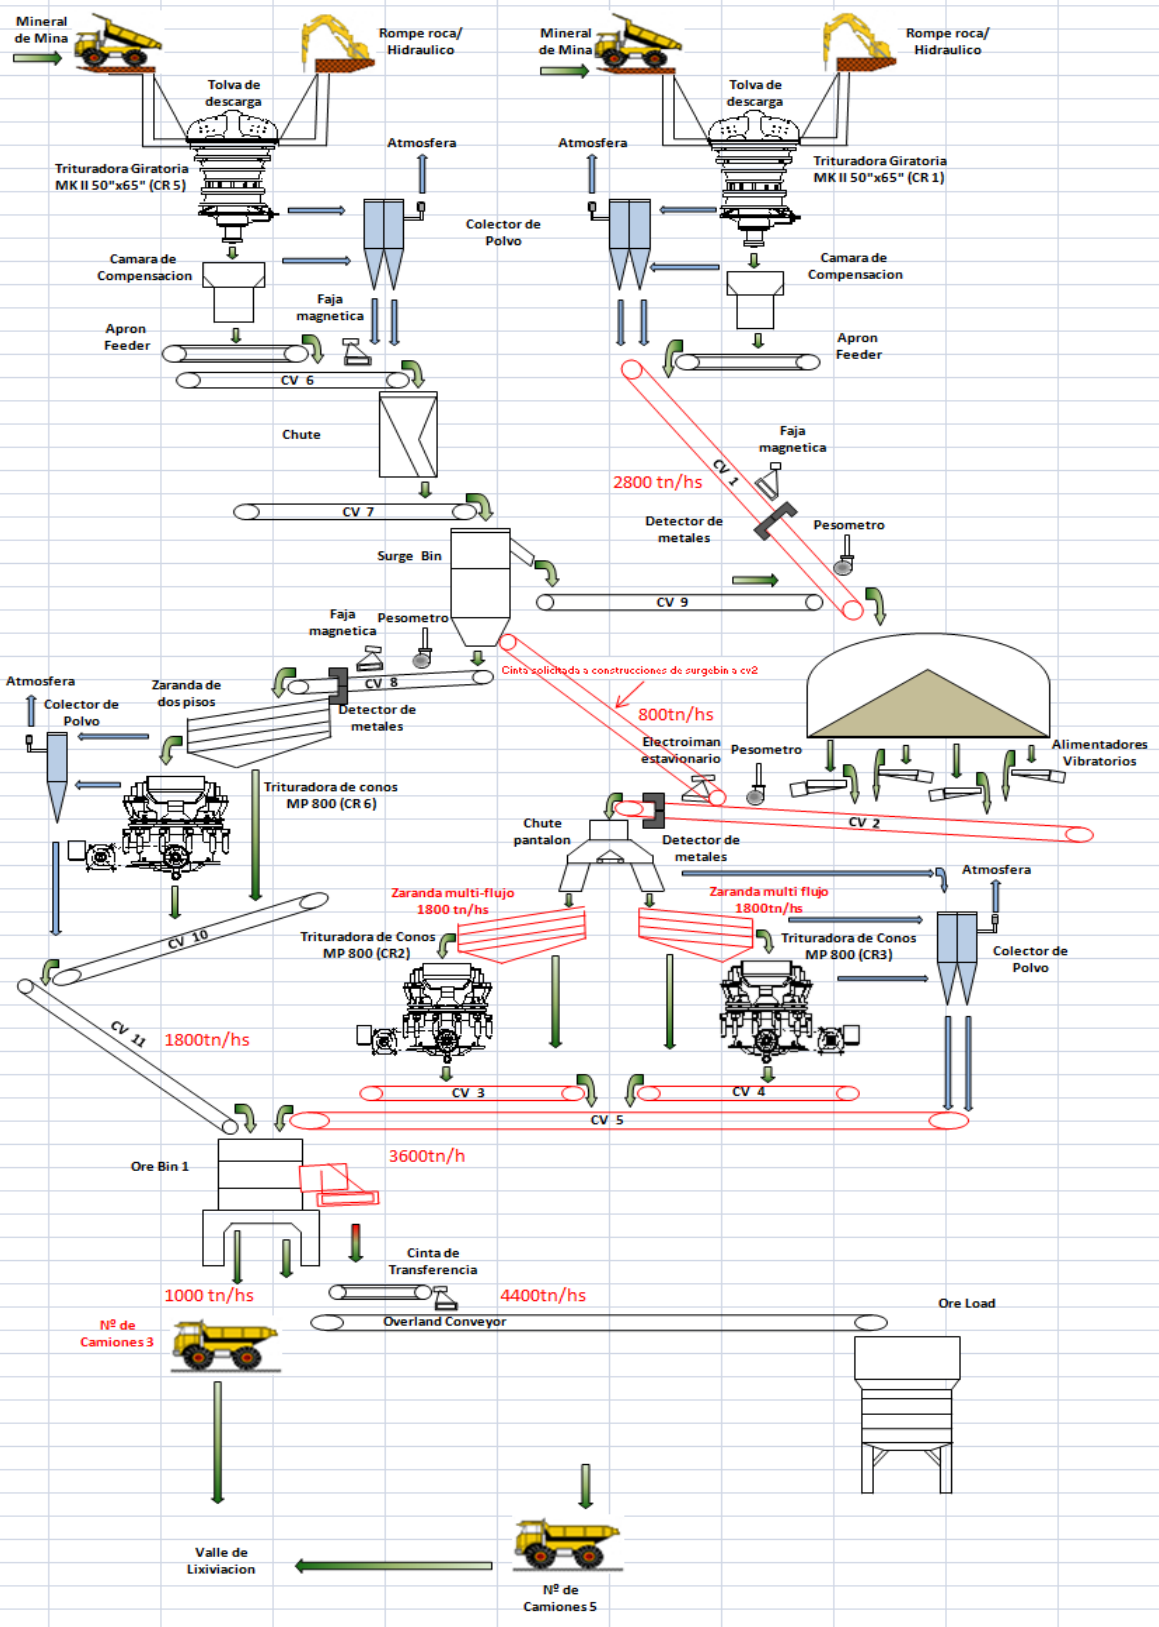 Mineral
de Mina
Rompe roca/
Hidraulico
Mineral
de Mina
Rompe roca/
Hidraulico
Tolva de
descarga
Tolva de
descarga
Atmosfera
Atmosfera
Trituradora Giratoria
MK II 50"x65" (CR 5)
Trituradora Giratoria
MK II 50"x65" (CR 1)
Colector de
Polvo
Camara de
Compensacion
Camara de
Compensacion
Faja
magnetica
Apron
Feeder
Apron
Feeder
CV 6
Chute
Faja
magnetica
CV 1
2800 tn/hs
CV 7
Detector de
metales
Pesometro
Surge Bin
CV 9
Faja
magnetica
Pesometro
Cinta solicitada a construcciones de surgebin a cv2
Atmosfera
Zaranda de
dos pisos
CV 8
Colector de
Polvo
Detector de
metales
800tn/hs
Electroiman
estavionario
Pesometro
Alimentadores
Vibratorios
Trituradora de conos
MP 800 (CR 6)
Chute
pantalon
CV 2
Detector de
metales
Atmosfera
Zaranda multi-flujo
1800 tn/hs
Zaranda multi flujo
1800tn/hs
CV 10
Trituradora de Conos
MP 800 (CR2)
Trituradora de Conos
MP 800 (CR3)
Colector de
Polvo
CV 11
1800tn/hs
CV 3
CV 4
CV 5
3600tn/h
Ore Bin 1
Cinta de
Transferencia
1000 tn/hs
4400tn/hs
Ore Load
Nº de
Camiones 3
Overland Conveyor
Valle de
Lixiviacion
Nº de
Camiones 5